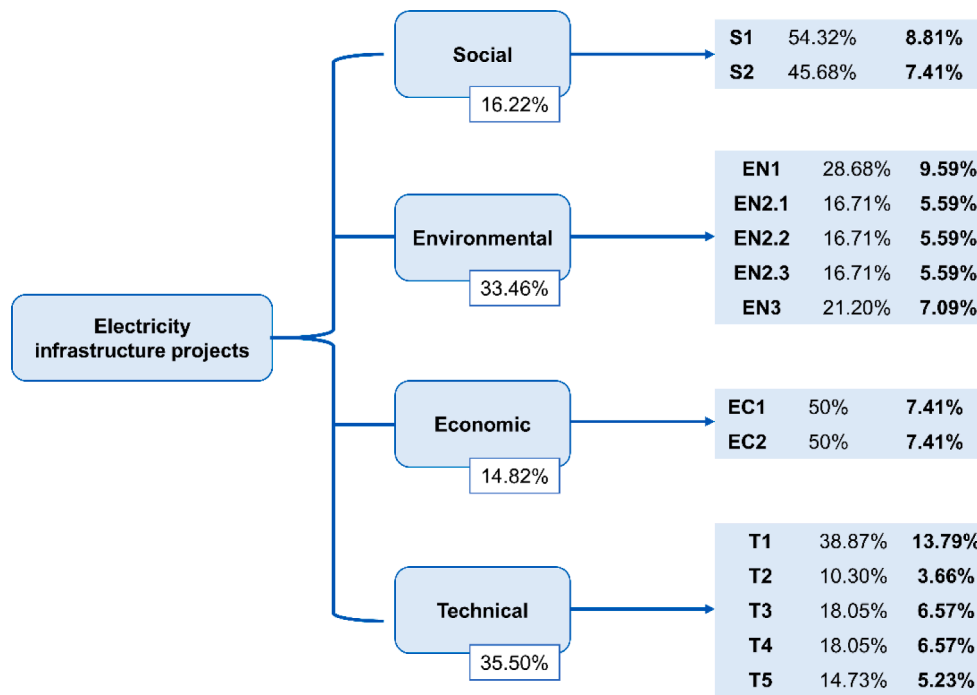 Electricity
infrastructure projects
Social
16.22%
S1 54.32% 8.81%
S2 45.68% 7.41%
Environmental
33.46%
EN1 28.68% 9.59%
EN2.1 16.71% 5.59%
EN2.2 16.71% 5.59%
EN2.3 16.71% 5.59%
EN3 21.20% 7.09%
Economic
14.82%
EC1 50% 7.41%
EC2 50% 7.41%
Technical
35.50%
T1 38.87% 13.79%
T2 10.30% 3.66%
T3 18.05% 6.57%
T4 18.05% 6.57%
T5 14.73% 5.23%